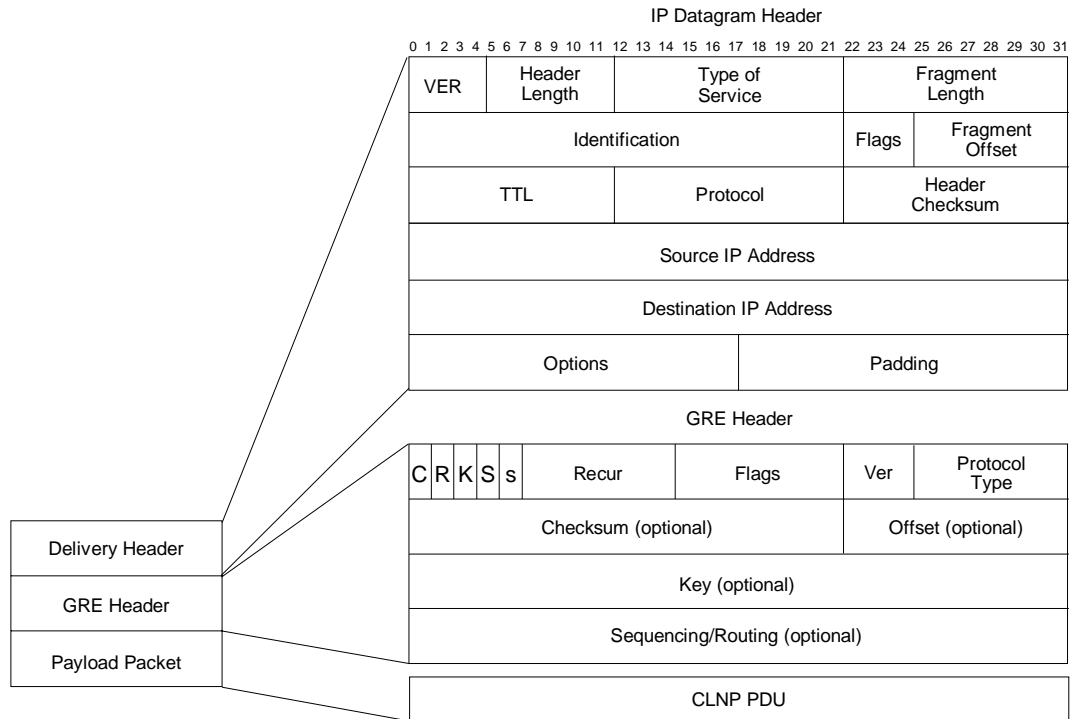 IP Datagram Header
0 1 2 3 4 5 6 7 8 9 10 11 12 13 14 15 16 17 18 19 20 21 22 23 24 25 26 27 28 29 30 31
VER
Header
Length
Type of
Service
Fragment
Length
Identification
Flags
Fragment
Offset
TTL
Protocol
Header
Checksum
Source IP Address
Destination IP Address
Options
Padding
GRE Header
C R K S s
Recur
Flags
Ver
Protocol
Type
Checksum (optional)
Offset (optional)
Key (optional)
Sequencing/Routing (optional)
CLNP PDU
Delivery Header
GRE Header
Payload Packet